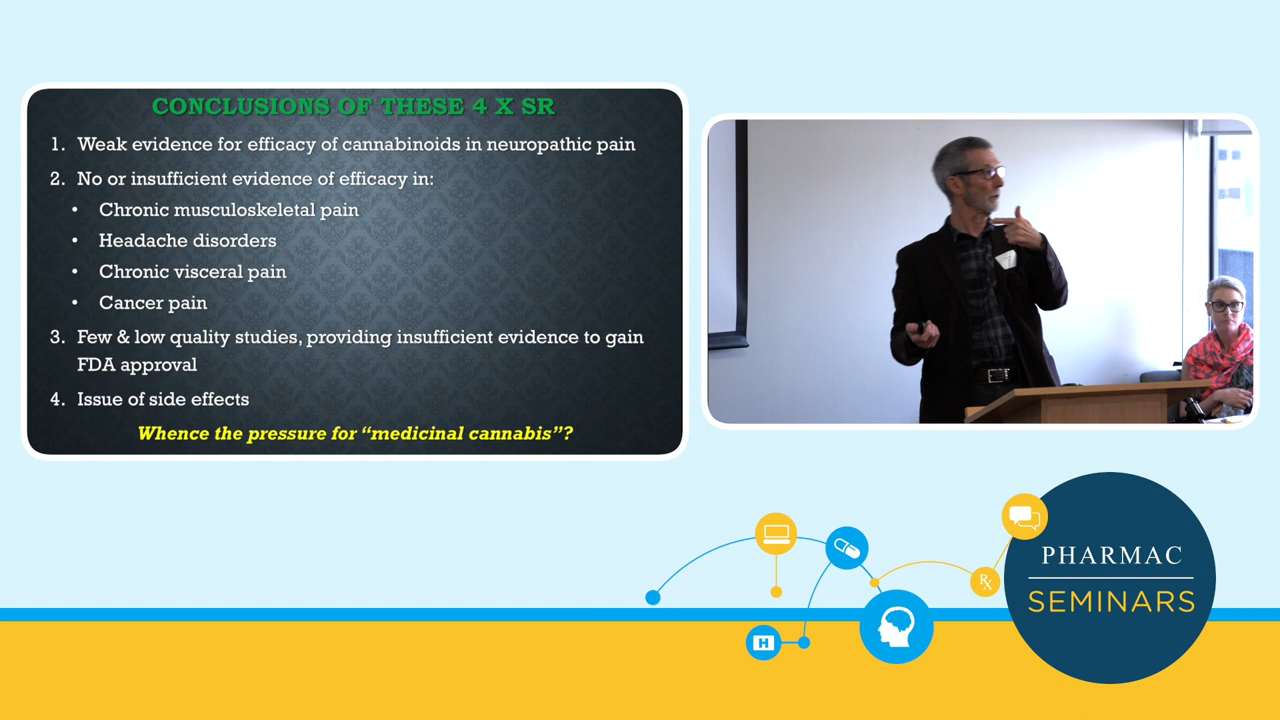 CONCLUSIONS OF THESE 4 X SR
1. Weak evidence for efficacy of cannabinoids in neuropathic pain
2. No or insufficient evidence of efficacy in:
• Chronic musculoskeletal pain
• Headache disorders
• Chronic visceral pain
• Cancer pain
3. Few & low quality studies, providing insufficient evidence to gain
FDA approval
4. Issue of side effects
Whence the pressure for “medicinal cannabis”?
H
Rx
PHARMAC
SEMINARS